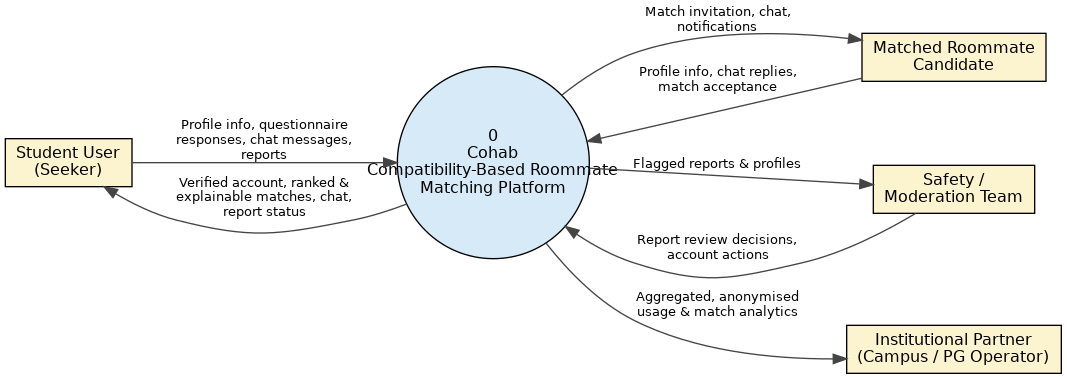 Match invitation, chat,
notifications
Matched Roommate
Candidate
Profile info, chat replies,
match acceptance
Profile info, questionnaire
responses, chat messages,
reports
Student User
(Seeker)
0
Cohab
Compatibility-Based Roommate
Matching Platform
Flagged reports & profiles
Safety /
Moderation Team
Verified account, ranked &
explainable matches, chat,
report status
Report review decisions,
account actions
Aggregated, anonymised
usage & match analytics
Institutional Partner
(Campus / PG Operator)